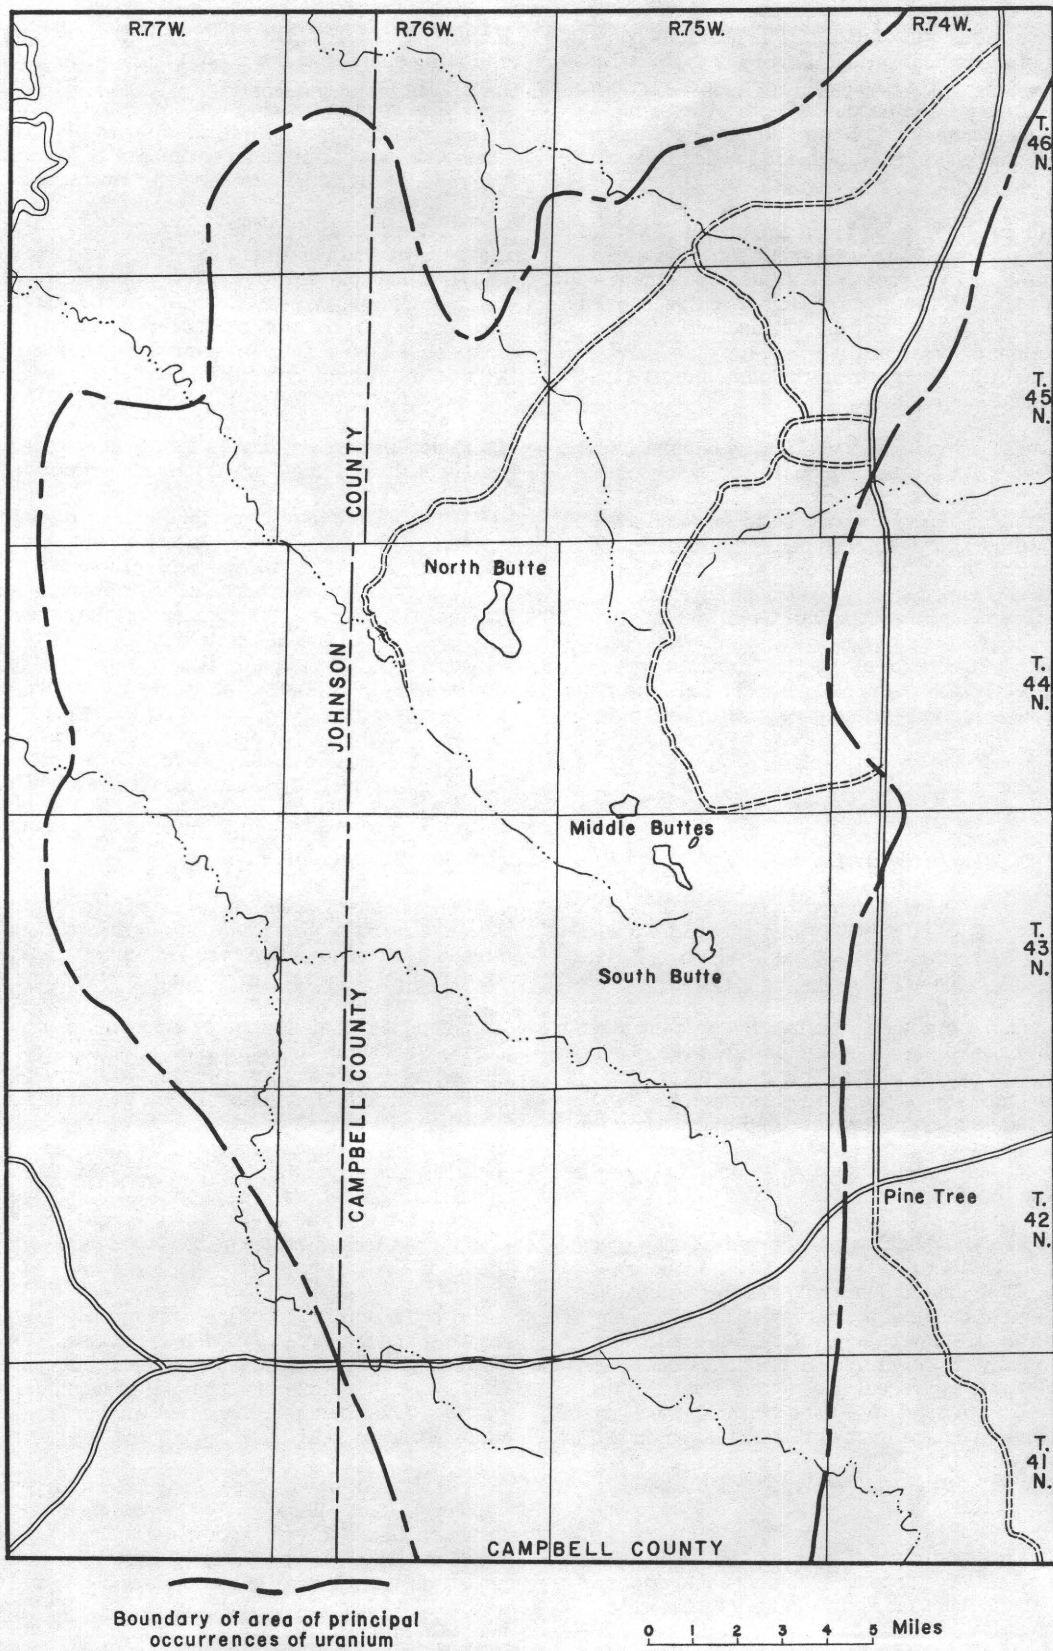 R.77W. R.76W. R.75W. R.74W.
T.
46
N.
T.
45
N.
COUNTY
North Butte
JOHNSON
T.
44
N.
Middle Buttes
T.
43
N.
South Butte
CAMPBELL COUNTY
Pine Tree
T.
42
N.
T.
41
N.
CAMPBELL COUNTY
Boundary of area of principal
occurrences of uranium
0 1 2 3 4 5 Miles